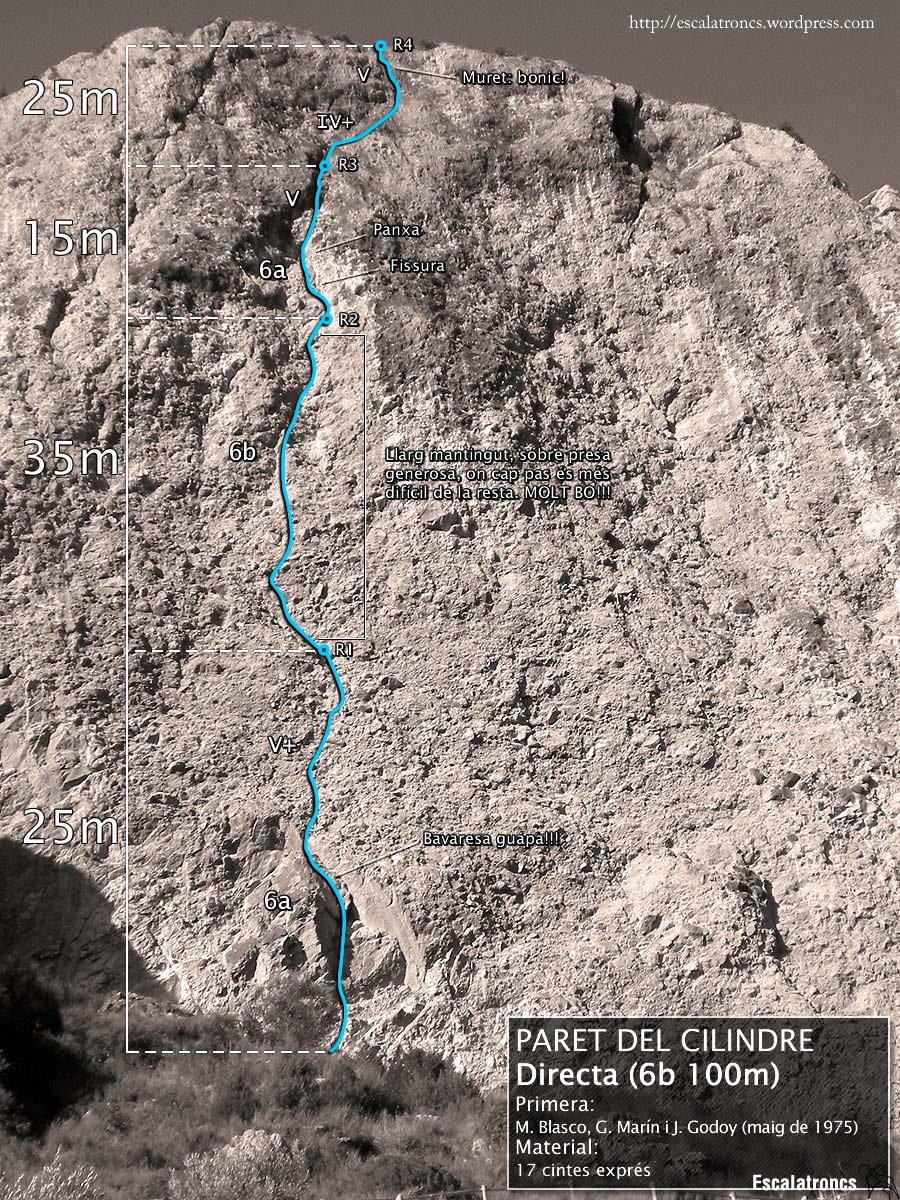 http://escalatroncs.wordpress.com
R4
V
Muret: bonic!
25m
IV+
R3
V
15m
Panxa
6a
Fissura
R2
35m
6b
Llarg mantingut, sobre presa
generosa, on cap pas és més
difícil de la resta. MOLT BO!!!
R1
V+
25m
Bavaresa guapa!!!
6a
PARET DEL CILINDRE
Directa (6b 100m)
Primera:
M. Blasco, G. Marín i J. Godoy (maig de 1975)
Material:
17 cintes exprés
Escalatroncs